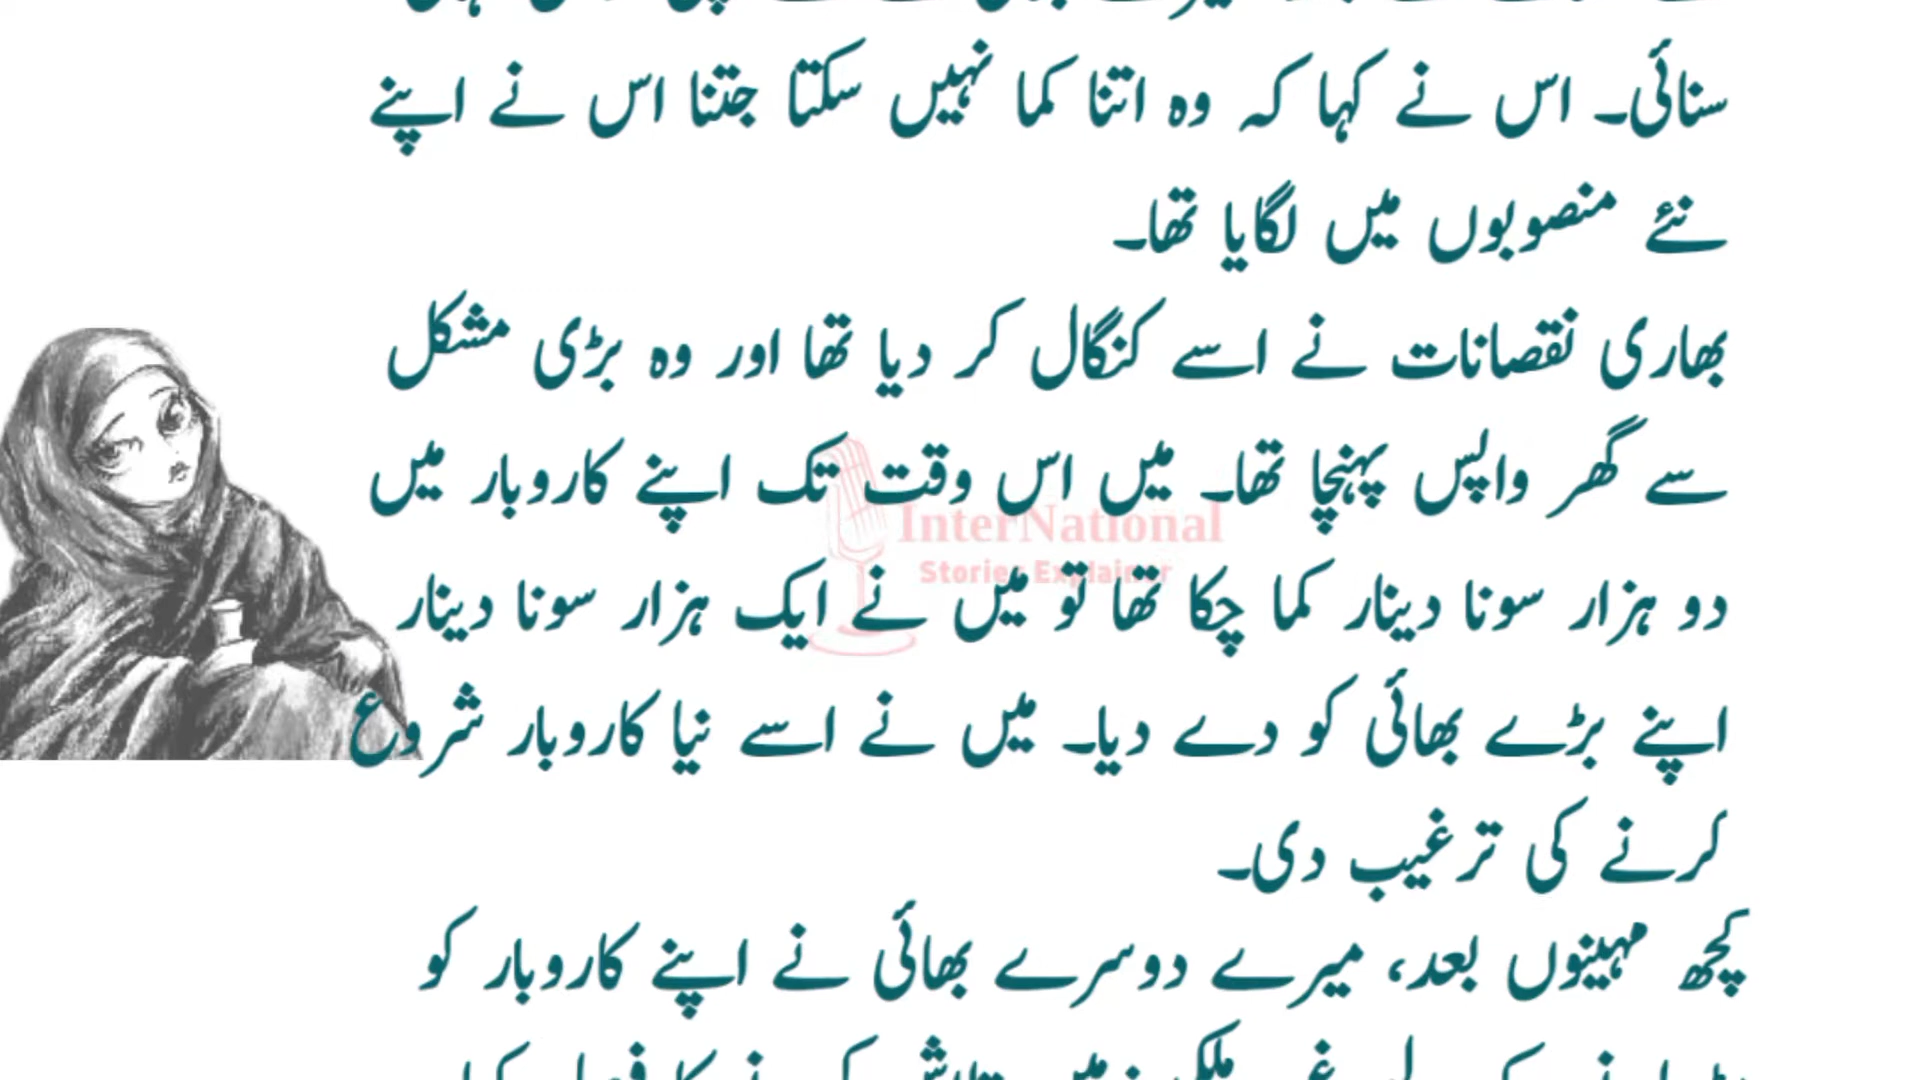 سنائی۔ اس نے کہا کہ وہ اتنا کما نہیں سکتا جتنا اس نے اپنے
نئے منصوبوں میں لگایا تھا۔
بھاری نقصانات نے اسے کنگال کر دیا تھا اور وہ بڑی مشکل
سے گھر واپس پہنچا تھا۔ میں اس وقت تک اپنے کاروبار میں
InterNational
Stories Explainer
دو ہزار سونا دینار کما چکا تھا تو میں نے ایک ہزار سونا دینار
اپنے بڑے بھائی کو دے دیا۔ میں نے اسے نیا کاروبار شروع
کرنے کی ترغیب دی۔
کچھ مہینوں بعد، میرے دوسرے بھائی نے اپنے کاروبار کو